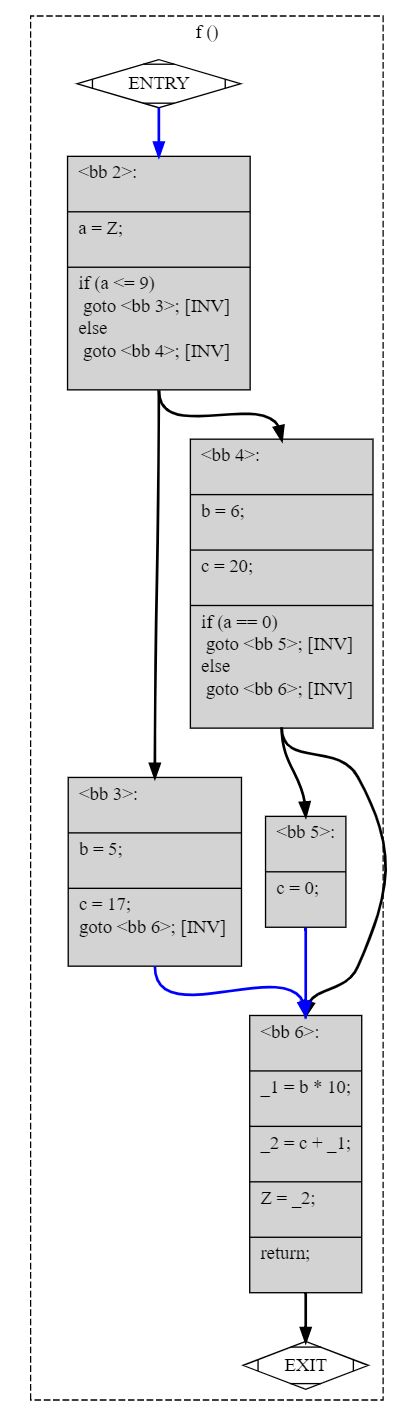 f ()
ENTRY
<bb 2>:
a = Z;
if (a <= 9)
goto <bb 3>; [INV]
else
goto <bb 4>; [INV]
<bb 4>:
b = 6;
c = 20;
if (a == 0)
goto <bb 5>; [INV]
else
goto <bb 6>; [INV]
<bb 3>:
b = 5;
c = 17;
goto <bb 6>; [INV]
<bb 5>:
c = 0;
<bb 6>:
_1 = b * 10;
_2 = c + _1;
Z = _2;
return;
EXIT